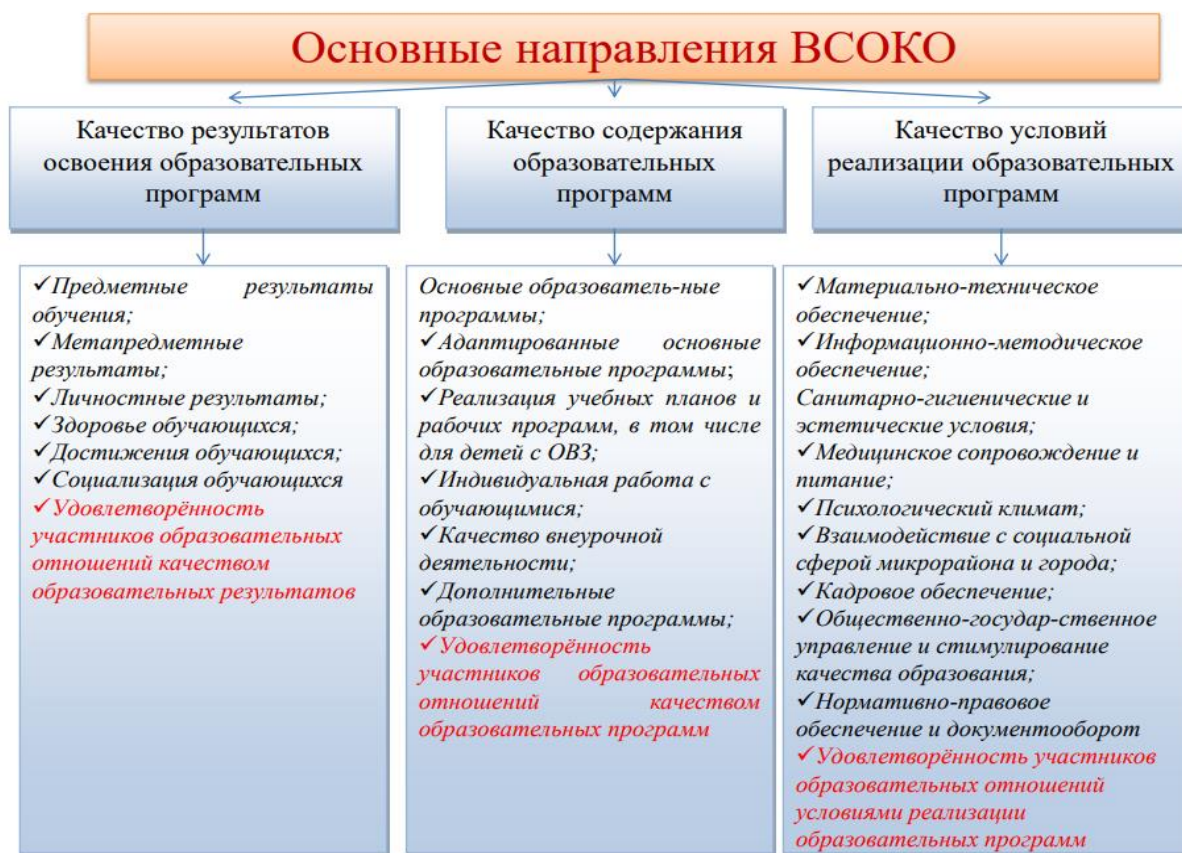 Основные направления ВСОКО
Качество результатов
освоения образовательных
программ
Качество содержания
образовательных
программ
Качество условий
реализации образовательных
программ
✓Предметные результаты
обучения;
✓Метапредметные
результаты;
✓Личностные результаты;
✓Здоровье обучающихся;
✓Достижения обучающихся;
✓Социализация обучающихся
✓Удовлетворённость
участников образовательных
отношений качеством
образовательных результатов
Основные образователь-ные
программы;
✓Адаптированные основные
образовательные программы;
✓Реализация учебных планов и
рабочих программ, в том числе
для детей с ОВЗ;
✓Индивидуальная работа с
обучающимися;
✓Качество внеурочной
деятельности;
✓Дополнительные
образовательные программы;
✓Удовлетворённость
участников образовательных
отношений качеством
образовательных программ
✓Материально-техническое
обеспечение;
✓Информационно-методическое
обеспечение;
Санитарно-гигиенические и
эстетические условия;
✓Медицинское сопровождение и
питание;
✓Психологический климат;
✓Взаимодействие с социальной
сферой микрорайона и города;
✓Кадровое обеспечение;
✓Общественно-государ-ственное
управление и стимулирование
качества образования;
✓Нормативно-правовое
обеспечение и документооборот
✓Удовлетворённость участников
образовательных отношений
условиями реализации
образовательных программ